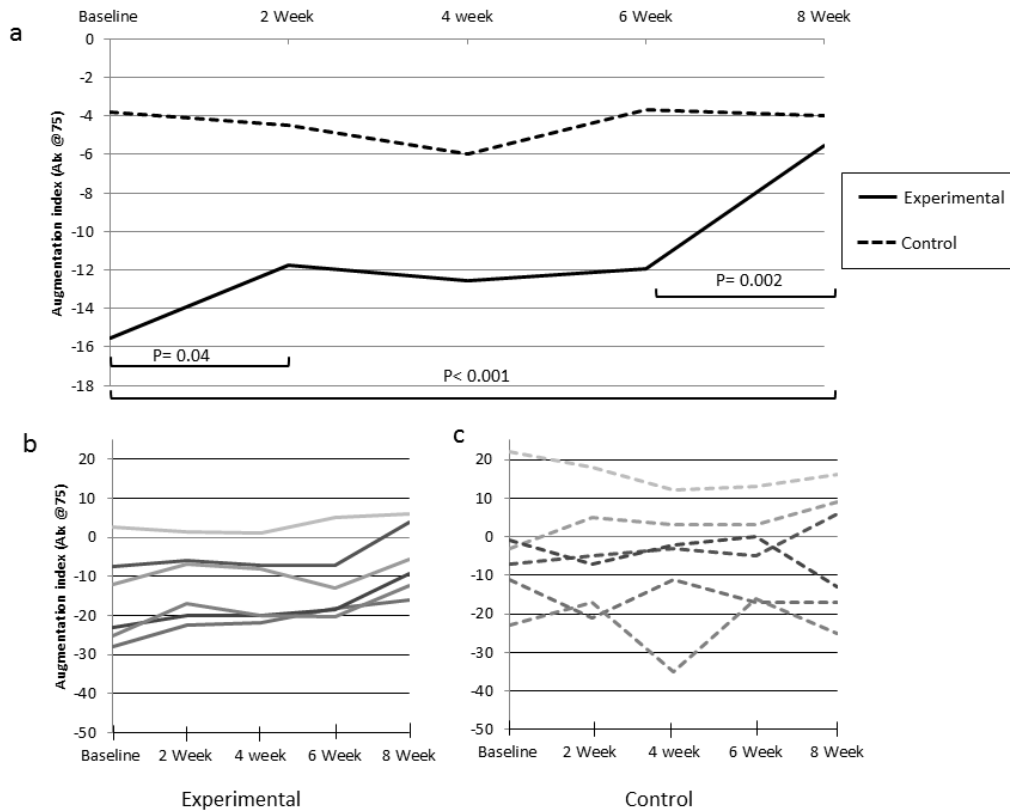 a
Baseline 2 Week 4 week 6 Week 8 Week
0
-2
-4
-6
-8
-10
-12
-14
-16
-18
Augmentation index (AIx @75)
Experimental
Control
P= 0.002
P= 0.04
P< 0.001
b
20
10
0
-10
-20
-30
-40
-50
Augmentation index (AIx @75)
Baseline 2 Week 4 week 6 Week 8 Week
Experimental
c
20
10
0
-10
-20
-30
-40
-50
Baseline 2 Week 4 week 6 Week 8 Week
Control